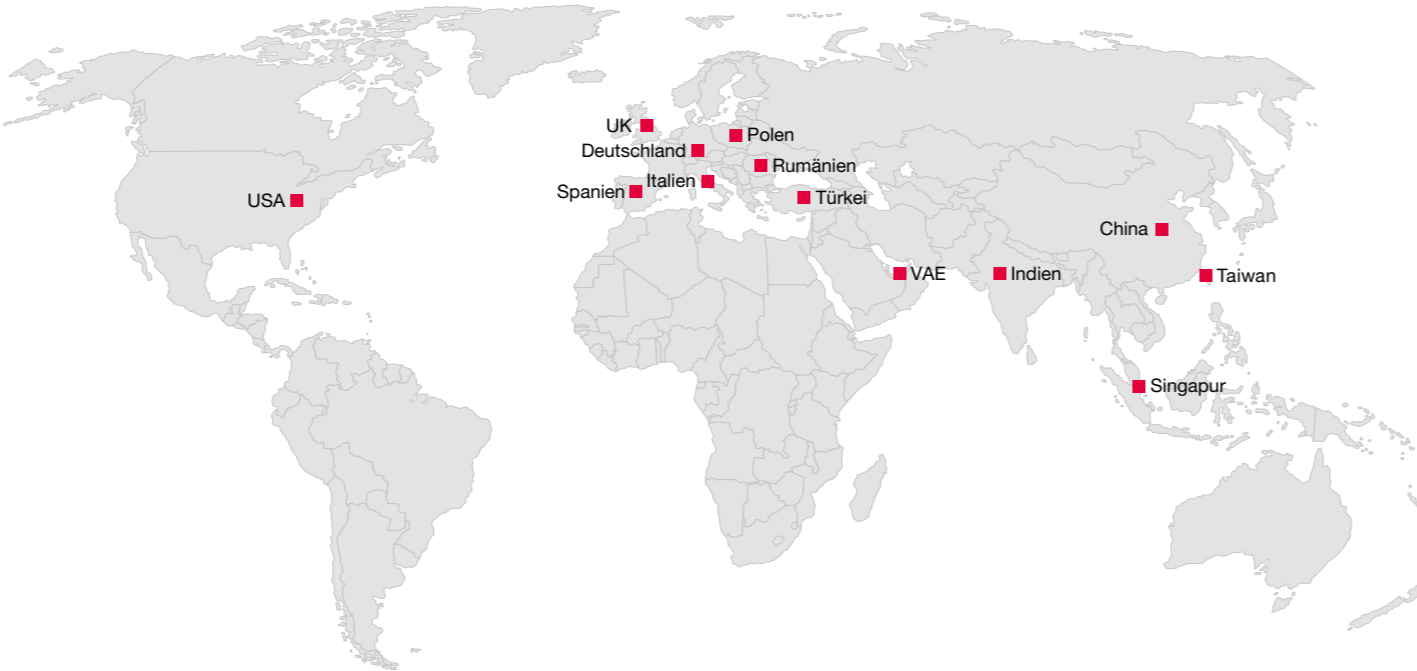 UK
Polen
Deutschland
Rumänien
Italien
Spanien
Türkei
USA
China
VAE
Indien
Taiwan
Singapur